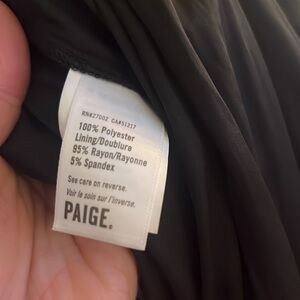 RN#27002 CA#51217
100% Polyester
Lining/Doublure
95% Rayon/Rayonne
5% Spandex
See care on reverse.
Voir le soin sur l'inverse.
PAIGE.